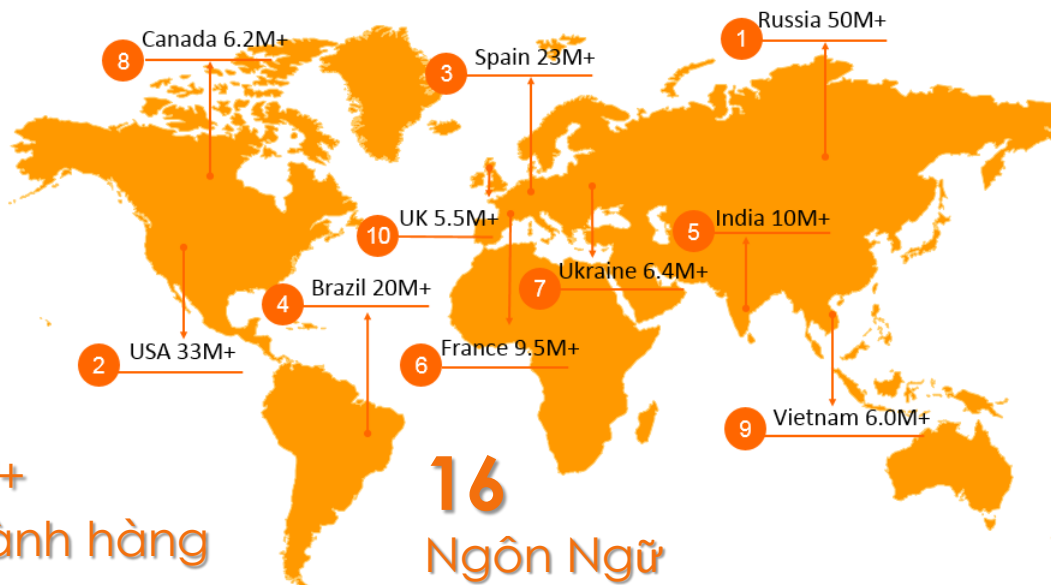 1
Russia 50M+
8
Canada 6.2M+
3
Spain 23M+
10
UK 5.5M+
5
India 10M+
7
Ukraine 6.4M+
4
Brazil 20M+
2
USA 33M+
6
France 9.5M+
9
Vietnam 6.0M+
+
hàng
16
Ngôn Ngữ